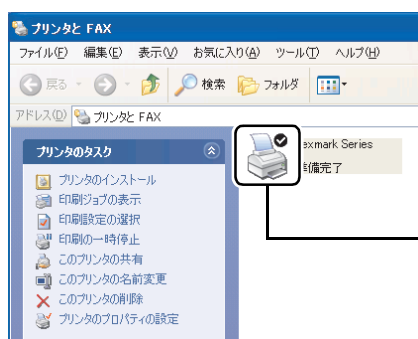 プリンタと FAX
ファイル(F) 編集(E) 表示(V) お気に入り(A) ツール(T) ヘルプ(H)
戻る 検索 フォルダ
アドレス(D) プリンタと FAX
プリンタのタスク
プリンタのインストール
印刷ジョブの表示
印刷設定の選択
印刷の一時停止
このプリンタの共有
このプリンタの名前変更
このプリンタの削除
プリンタのプロパティの設定
exmark Series
準備完了